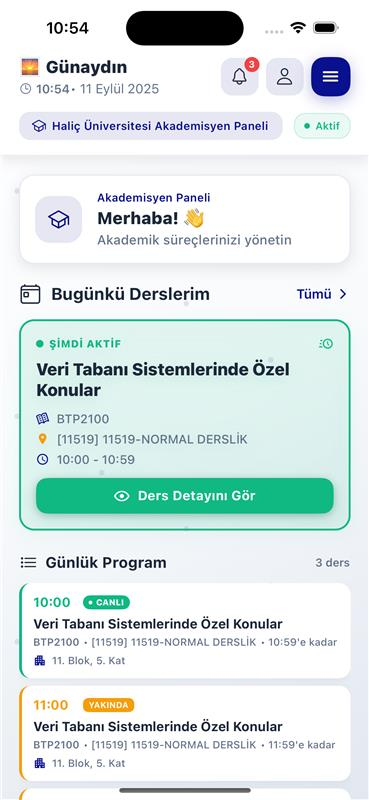 10:54
Günaydın
3
10:54 • 11 Eylül 2025
Haliç Üniversitesi Akademisyen Paneli
Aktif
Akademisyen Paneli
Merhaba! 👋
Akademik süreçlerinizi yönetin
Bugünkü Derslerim
Tümü
ŞİMDİ AKTİF
Veri Tabanı Sistemlerinde Özel
Konular
BTP2100
[11519] 11519-NORMAL DERSLİK
10:00 - 10:59
Ders Detayını Gör
Günlük Program
3 ders
10:00
• CANLI
Veri Tabanı Sistemlerinde Özel Konular
BTP2100 • [11519] 11519-NORMAL DERSLİK • 10:59'e kadar
11. Blok, 5. Kat
11:00
YAKINDA
Veri Tabanı Sistemlerinde Özel Konular
BTP2100 • [11519] 11519-NORMAL DERSLİK • 11:59'e kadar
11. Blok, 5. Kat